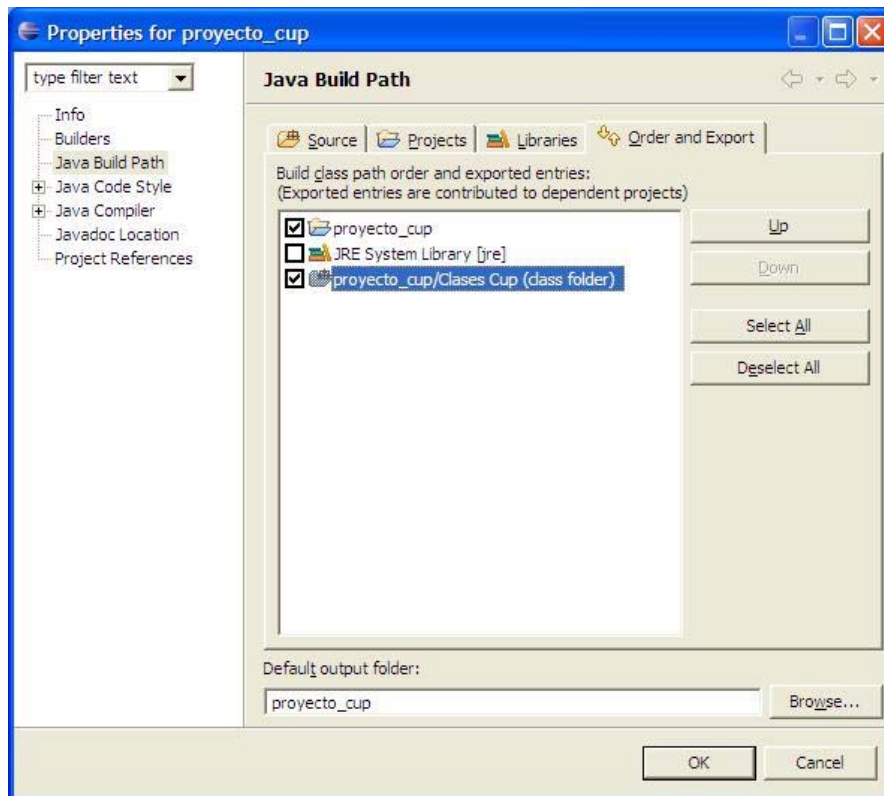 Properties for proyecto_cup
type filter text
Info
Builders
Java Build Path
Java Code Style
Java Compiler
Javadoc Location
Project References
Java Build Path
Source
Projects
Libraries
Order and Export
Build class path order and exported entries:
(Exported entries are contributed to dependent projects)
proyecto_cup
JRE System Library [jre]
proyecto_cup/Clases Cup (class folder)
Up
Down
Select All
Deselect All
Default output folder:
proyecto_cup
Browse...
OK
Cancel